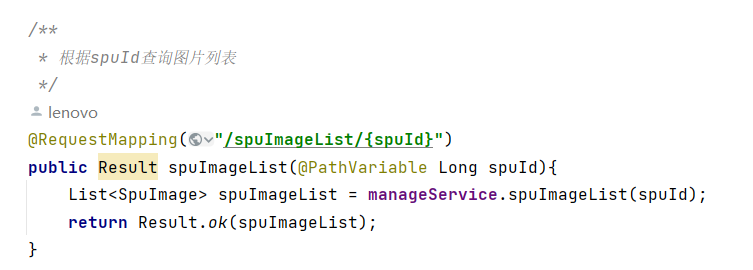 /**
 * 根据spuId查询图片列表
 */
lenovo
@RequestMapping("/spuImageList/{spuId}")
public Result spuImageList(@PathVariable Long spuId){
    List<SpuImage> spuImageList = manageService.spuImageList(spuId);
    return Result.ok(spuImageList);
}